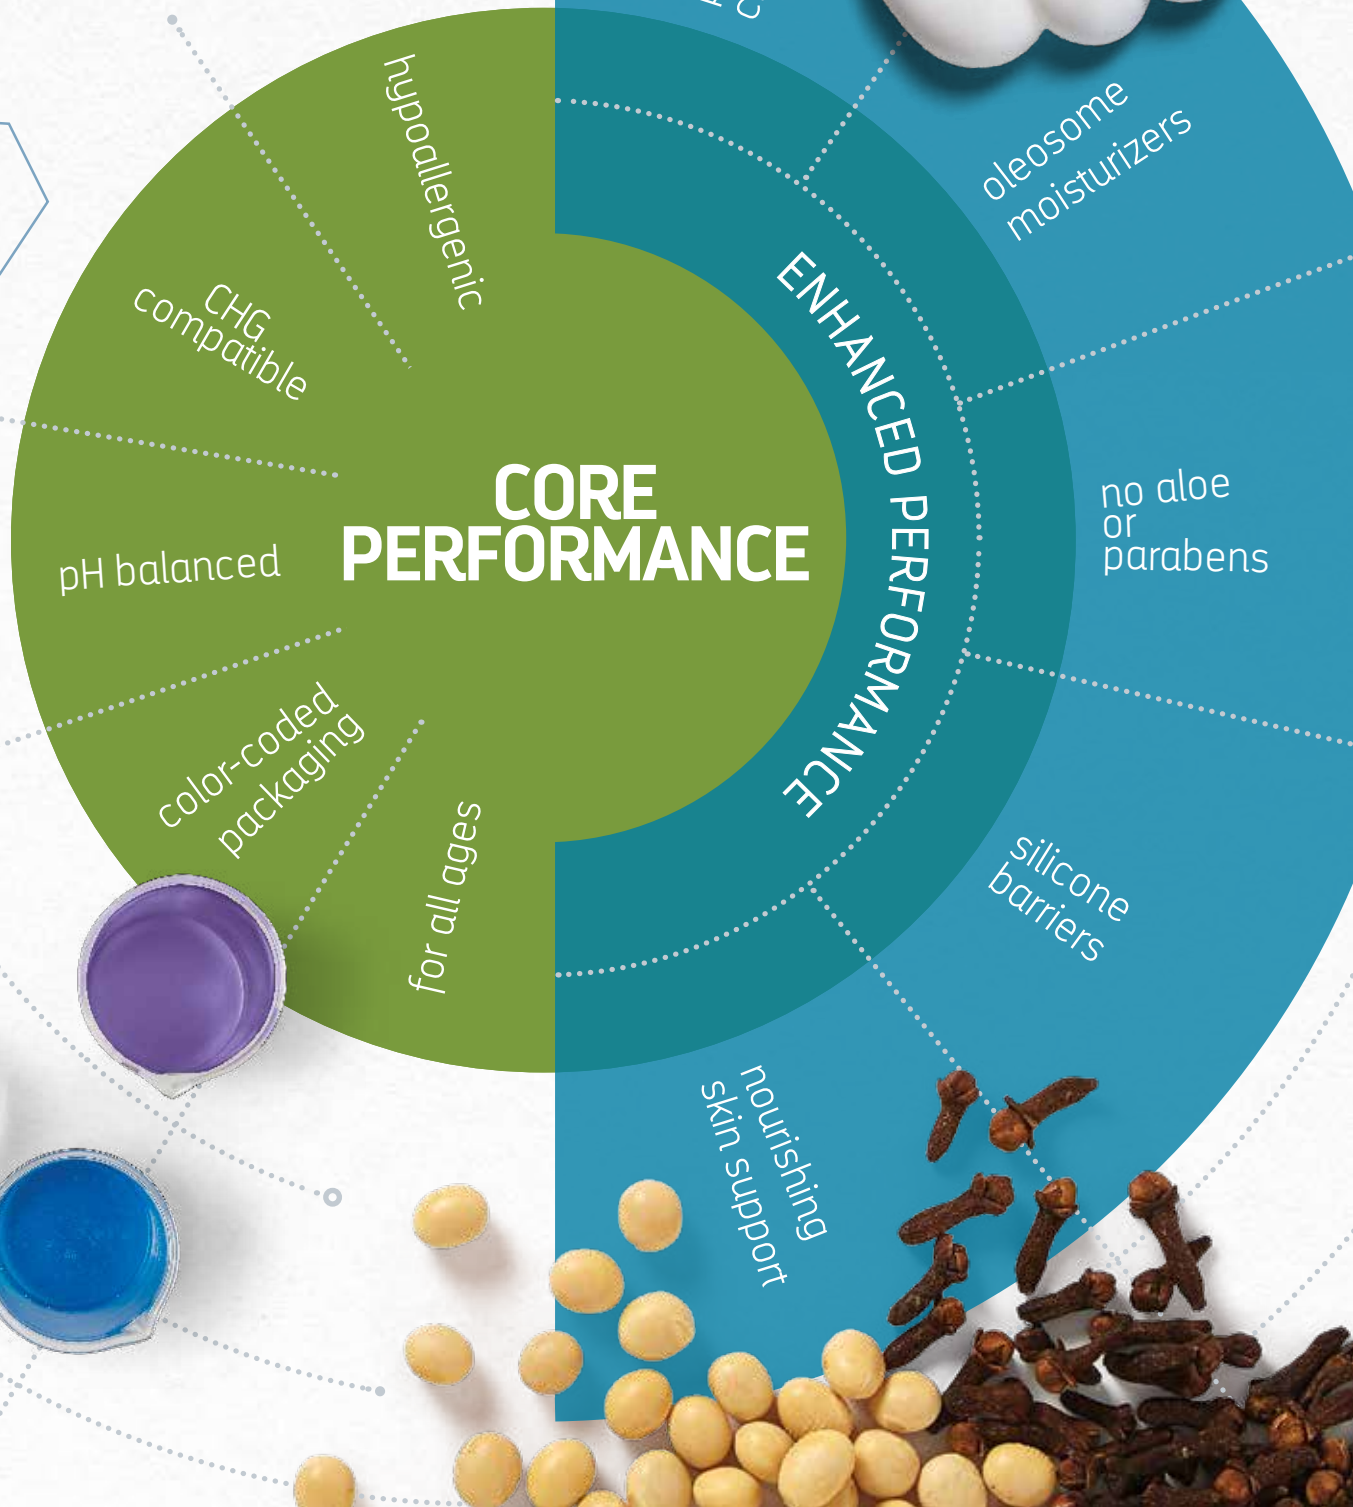 hypoallergenic
CHG
compatible
pH balanced
color-coded
packaging
for all ages
CORE
PERFORMANCE
ENHANCED PERFORMANCE
oleosome
moisturizers
no aloe
or
parabens
silicone
barriers
nourishing
skin support